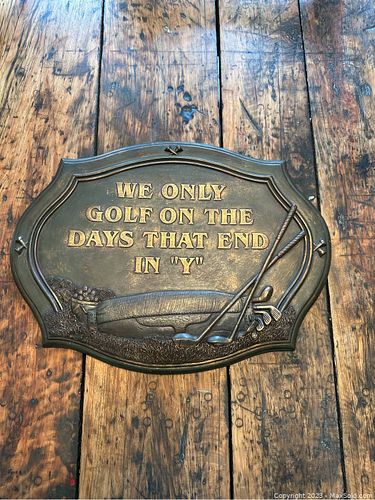 WE ONLY
GOLF ON THE
DAYS THAT END
IN "Y"
Copyright 2023 - MaxSold.com